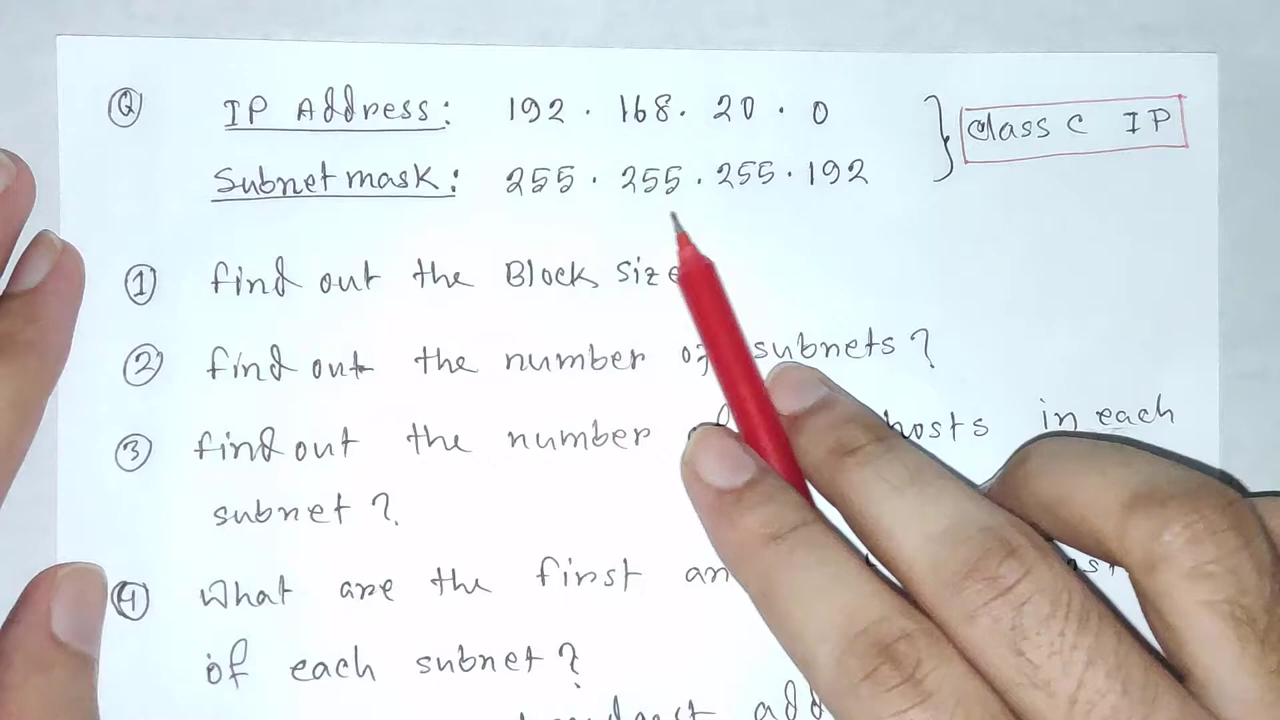 Q IP Address: 192 . 168 . 20 . 0
Subnet mask: 255 . 255 . 255 . 192
Class C IP
1 find out the Block Size
2 find out the number of subnets?
3 find out the number hosts in each
subnet?
4 What are the first
of each subnet?